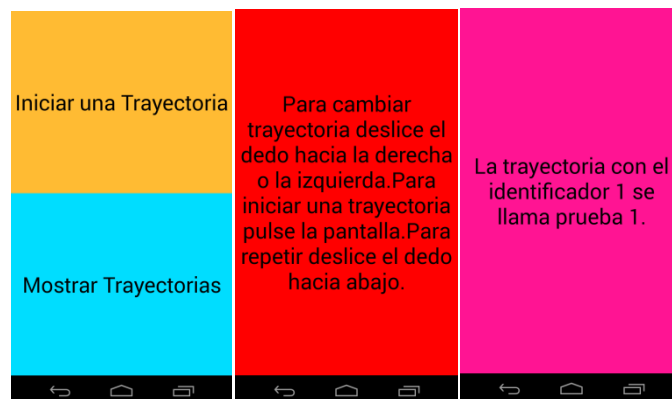 Iniciar una Trayectoria
Mostrar Trayectorias
Para cambiar
trayectoria deslice el
dedo hacia la derecha
o la izquierda.Para
iniciar una trayectoria
pulse la pantalla.Para
repetir deslice el dedo
hacia abajo.
La trayectoria con el
identificador 1 se
llama prueba 1.